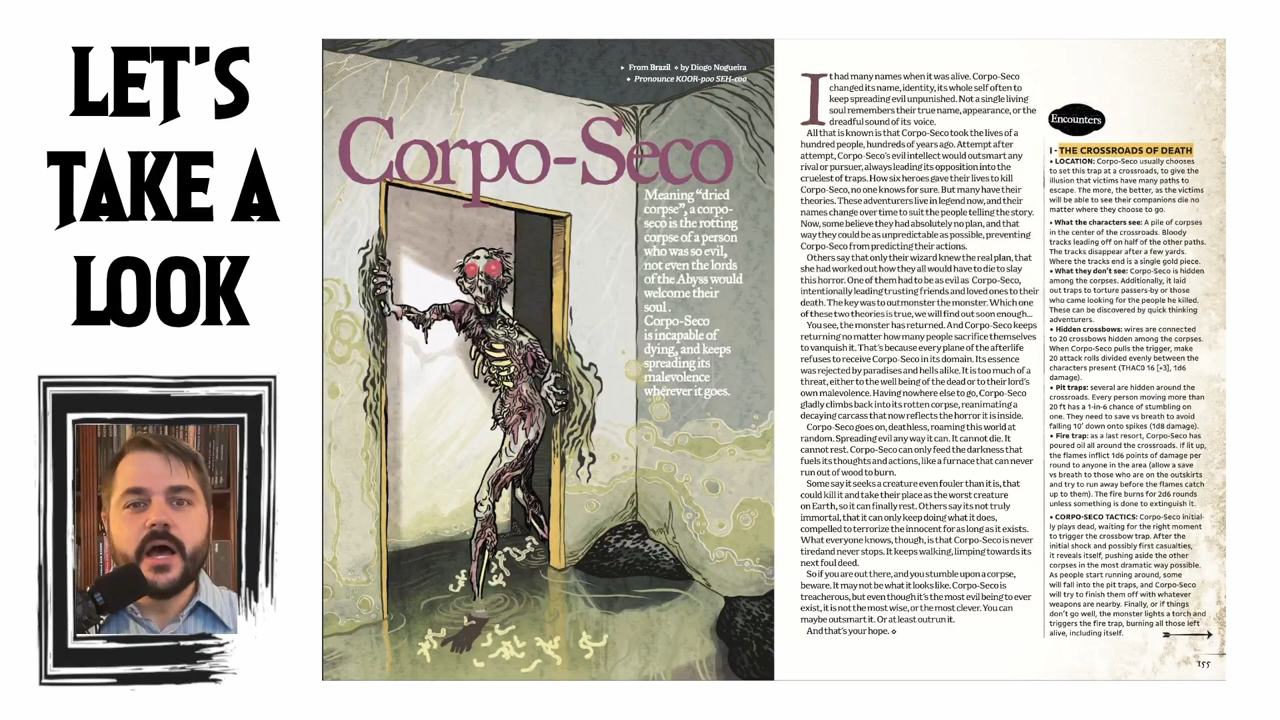 LET'S
TAKE A
LOOK
▸ From Brazil ⋄ by Diogo Nogueira
◆ Pronounce KOOR-poo SEH-coo
Corpo-Seco
Meaning "dried
corpse", a corpo-
seco is the rotting
corpse of a person
who was so evil,
not even the lords
of the Abyss would
welcome their
soul .
Corpo-Seco
is incapable of
dying, and keeps
spreading its
malevolence
wherever it goes.
It had many names when it was alive. Corpo-Seco
changed its name, identity, its whole self often to
keep spreading evil unpunished. Not a single living
soul remembers their true name, appearance, or the
dreadful sound of its voice.
All that is known is that Corpo-Seco took the lives of a
hundred people, hundreds of years ago. Attempt after
attempt, Corpo-Seco's evil intellect would outsmart any
rival or pursuer, always leading its opposition into the
cruelest of traps. How six heroes gave their lives to kill
Corpo-Seco, no one knows for sure. But many have their
theories. These adventurers live in legend now, and their
names change over time to suit the people telling the story.
Now, some believe they had absolutely no plan, and that
way they could be as unpredictable as possible, preventing
Corpo-Seco from predicting their actions.
Others say that only their wizard knew the real plan, that
she had worked out how they all would have to die to slay
this horror. One of them had to be as evil as Corpo-Seco,
intentionally leading trusting friends and loved ones to their
death. The key was to outmonster the monster. Which one
of these two theories is true, we will find out soon enough...
You see, the monster has returned. And Corpo-Seco keeps
returning no matter how many people sacrifice themselves
to vanquish it. That's because every plane of the afterlife
refuses to receive Corpo-Seco in its domain. Its essence
was rejected by paradises and hells alike. It is too much of a
threat, either to the well being of the dead or to their lord's
own malevolence. Having nowhere else to go, Corpo-Seco
gladly climbs back into its rotten corpse, reanimating a
decaying carcass that now reflects the horror it is inside.
Corpo-Seco goes on, deathless, roaming this world at
random. Spreading evil any way it can. It cannot die. It
cannot rest. Corpo-Seco can only feed the darkness that
fuels its thoughts and actions, like a furnace that can never
run out of wood to burn.
Some say it seeks a creature even fouler than it is, that
could kill it and take their place as the worst creature
on Earth, so it can finally rest. Others say its not truly
immortal, that it can only keep doing what it does,
compelled to terrorize the innocent for as long as it exists.
What everyone knows, though, is that Corpo-Seco is never
tired and never stops. It keeps walking, limping towards its
next foul deed.
So if you are out there, and you stumble upon a corpse,
beware. It may not be what it looks like. Corpo-Seco is
treacherous, but even though it's the most evil being to ever
exist, it is not the most wise, or the most clever. You can
maybe outsmart it. Or at least outrun it.
And that's your hope. ⋄
Encounters
1 - THE CROSSROADS OF DEATH
• LOCATION: Corpo-Seco usually chooses
to set this trap at a crossroads, to give the
illusion that victims have many paths to
escape. The more, the better, as the victims
will be able to see their companions die no
matter where they choose to go.
• What the characters see: A pile of corpses
in the center of the crossroads. Bloody
tracks leading off on half of the other paths.
The tracks disappear after a few yards.
Where the tracks end is a single gold piece.
• What they don't see: Corpo-Seco is hidden
among the corpses. Additionally, it laid
out traps to torture passers-by or those
who came looking for the people he killed.
These can be discovered by quick thinking
adventurers.
• Hidden crossbows: wires are connected
to 20 crossbows hidden among the corpses.
When Corpo-Seco pulls the trigger, make
20 attack rolls divided evenly between the
characters present (THAC0 16 [+3], 1d6
damage).
• Pit traps: several are hidden around the
crossroads. Every person moving more than
20 ft has a 1-in-6 chance of stumbling on
one. They need to save vs breath to avoid
falling 10' down onto spikes (1d8 damage).
• Fire trap: as a last resort, Corpo-Seco has
poured oil all around the crossroads. If lit up,
the flames inflict 1d6 points of damage per
round to anyone in the area (allow a save
vs breath to those who are on the outskirts
and try to run away before the flames catch
up to them). The fire burns for 2d6 rounds
unless something is done to extinguish it.
• CORPO-SECO TACTICS: Corpo-Seco initial-
ly plays dead, waiting for the right moment
to trigger the crossbow trap. After the
initial shock and possibly first casualties,
it reveals itself, pushing aside the other
corpses in the most dramatic way possible.
As people start running around, some
will fall into the pit traps, and Corpo-Seco
will try to finish them off with whatever
weapons are nearby. Finally, or if things
don't go well, the monster lights a torch and
triggers the fire trap, burning all those left
alive, including itself.
155